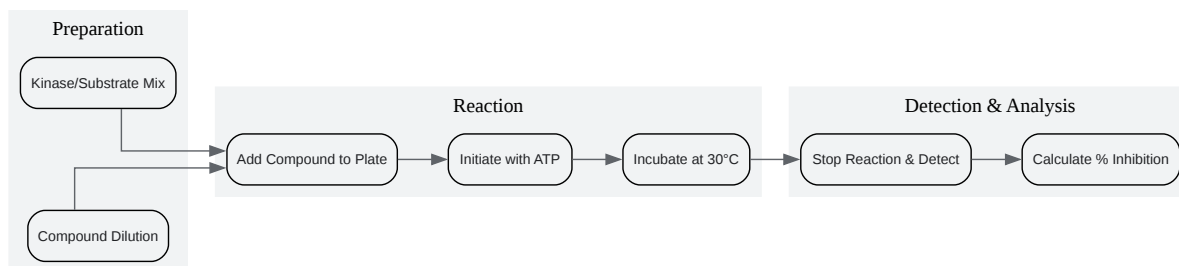 Preparation
Kinase/Substrate Mix
Compound Dilution
Reaction
Add Compound to Plate
Initiate with ATP
Incubate at 30°C
Detection & Analysis
Stop Reaction & Detect
Calculate % Inhibition